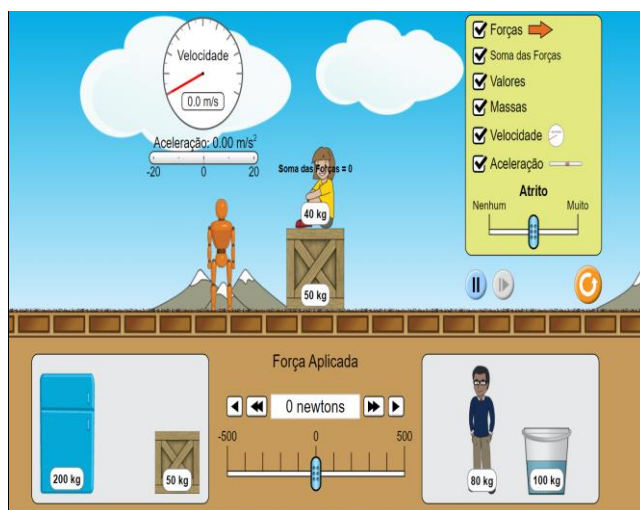 Velocidade
0.0 m/s
Aceleração: 0.00 m/s²
-20 0 20
Soma das Forças = 0
40 kg
50 kg
Forças
Soma das Forças
Valores
Massas
Velocidade
Aceleração
Atrito
Nenhum Muito
Força Aplicada
0 newtons
-500 0 500
200 kg
50 kg
80 kg
100 kg